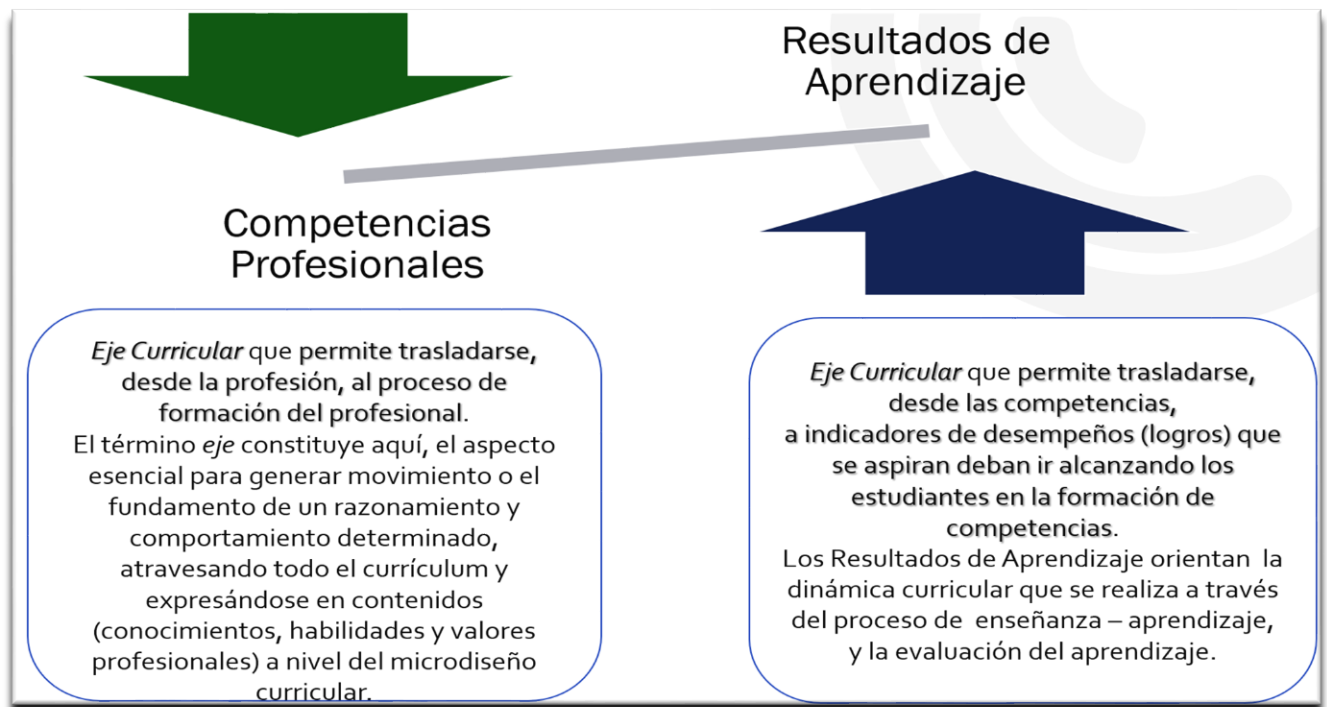 Resultados de
Aprendizaje
Competencias
Profesionales
Eje Curricular que permite trasladarse,
desde la profesión, al proceso de
formación del profesional.
El término eje constituye aquí, el aspecto
esencial para generar movimiento o el
fundamento de un razonamiento y
comportamiento determinado,
atravesando todo el currículum y
expresándose en contenidos
(conocimientos, habilidades y valores
profesionales) a nivel del microdiseño
curricular.
Eje Curricular que permite trasladarse,
desde las competencias,
a indicadores de desempeños (logros) que
se aspiran deban ir alcanzando los
estudiantes en la formación de
competencias.
Los Resultados de Aprendizaje orientan la
dinámica curricular que se realiza a través
del proceso de enseñanza – aprendizaje,
y la evaluación del aprendizaje.